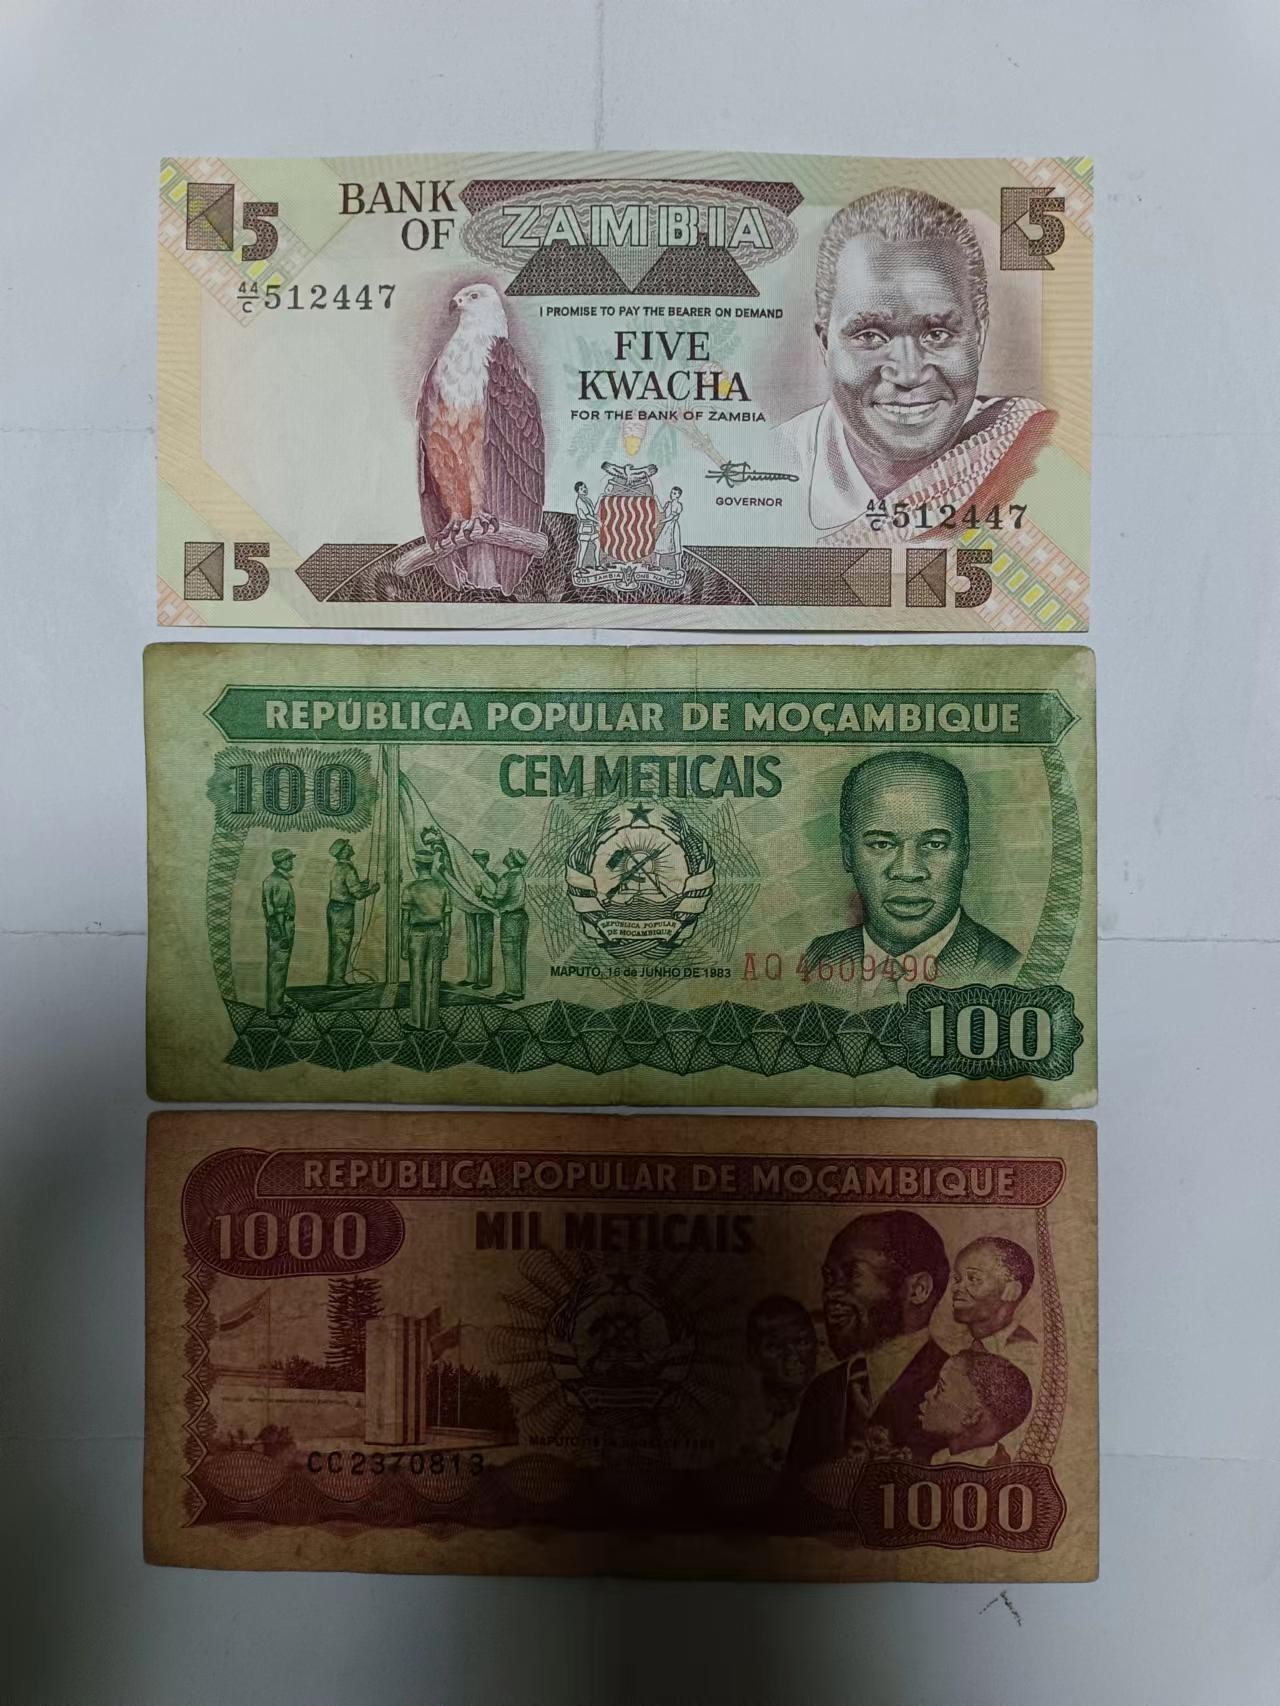 5
BANK OF
ZAMBIA
5
44/C 512447
I PROMISE TO PAY THE BEARER ON DEMAND
FIVE
KWACHA
FOR THE BANK OF ZAMBIA
GOVERNOR
44/C 512447
ONE ZAMBIA ONE NATION
5
5
REPÚBLICA POPULAR DE MOÇAMBIQUE
100
CEM METICAIS
REPÚBLICA POPULAR
DE MOÇAMBIQUE
MAPUTO, 16 de JUNHO DE 1983
AQ 4609490
100
REPÚBLICA POPULAR DE MOÇAMBIQUE
1000
MIL METICAIS
CC2370813
1000